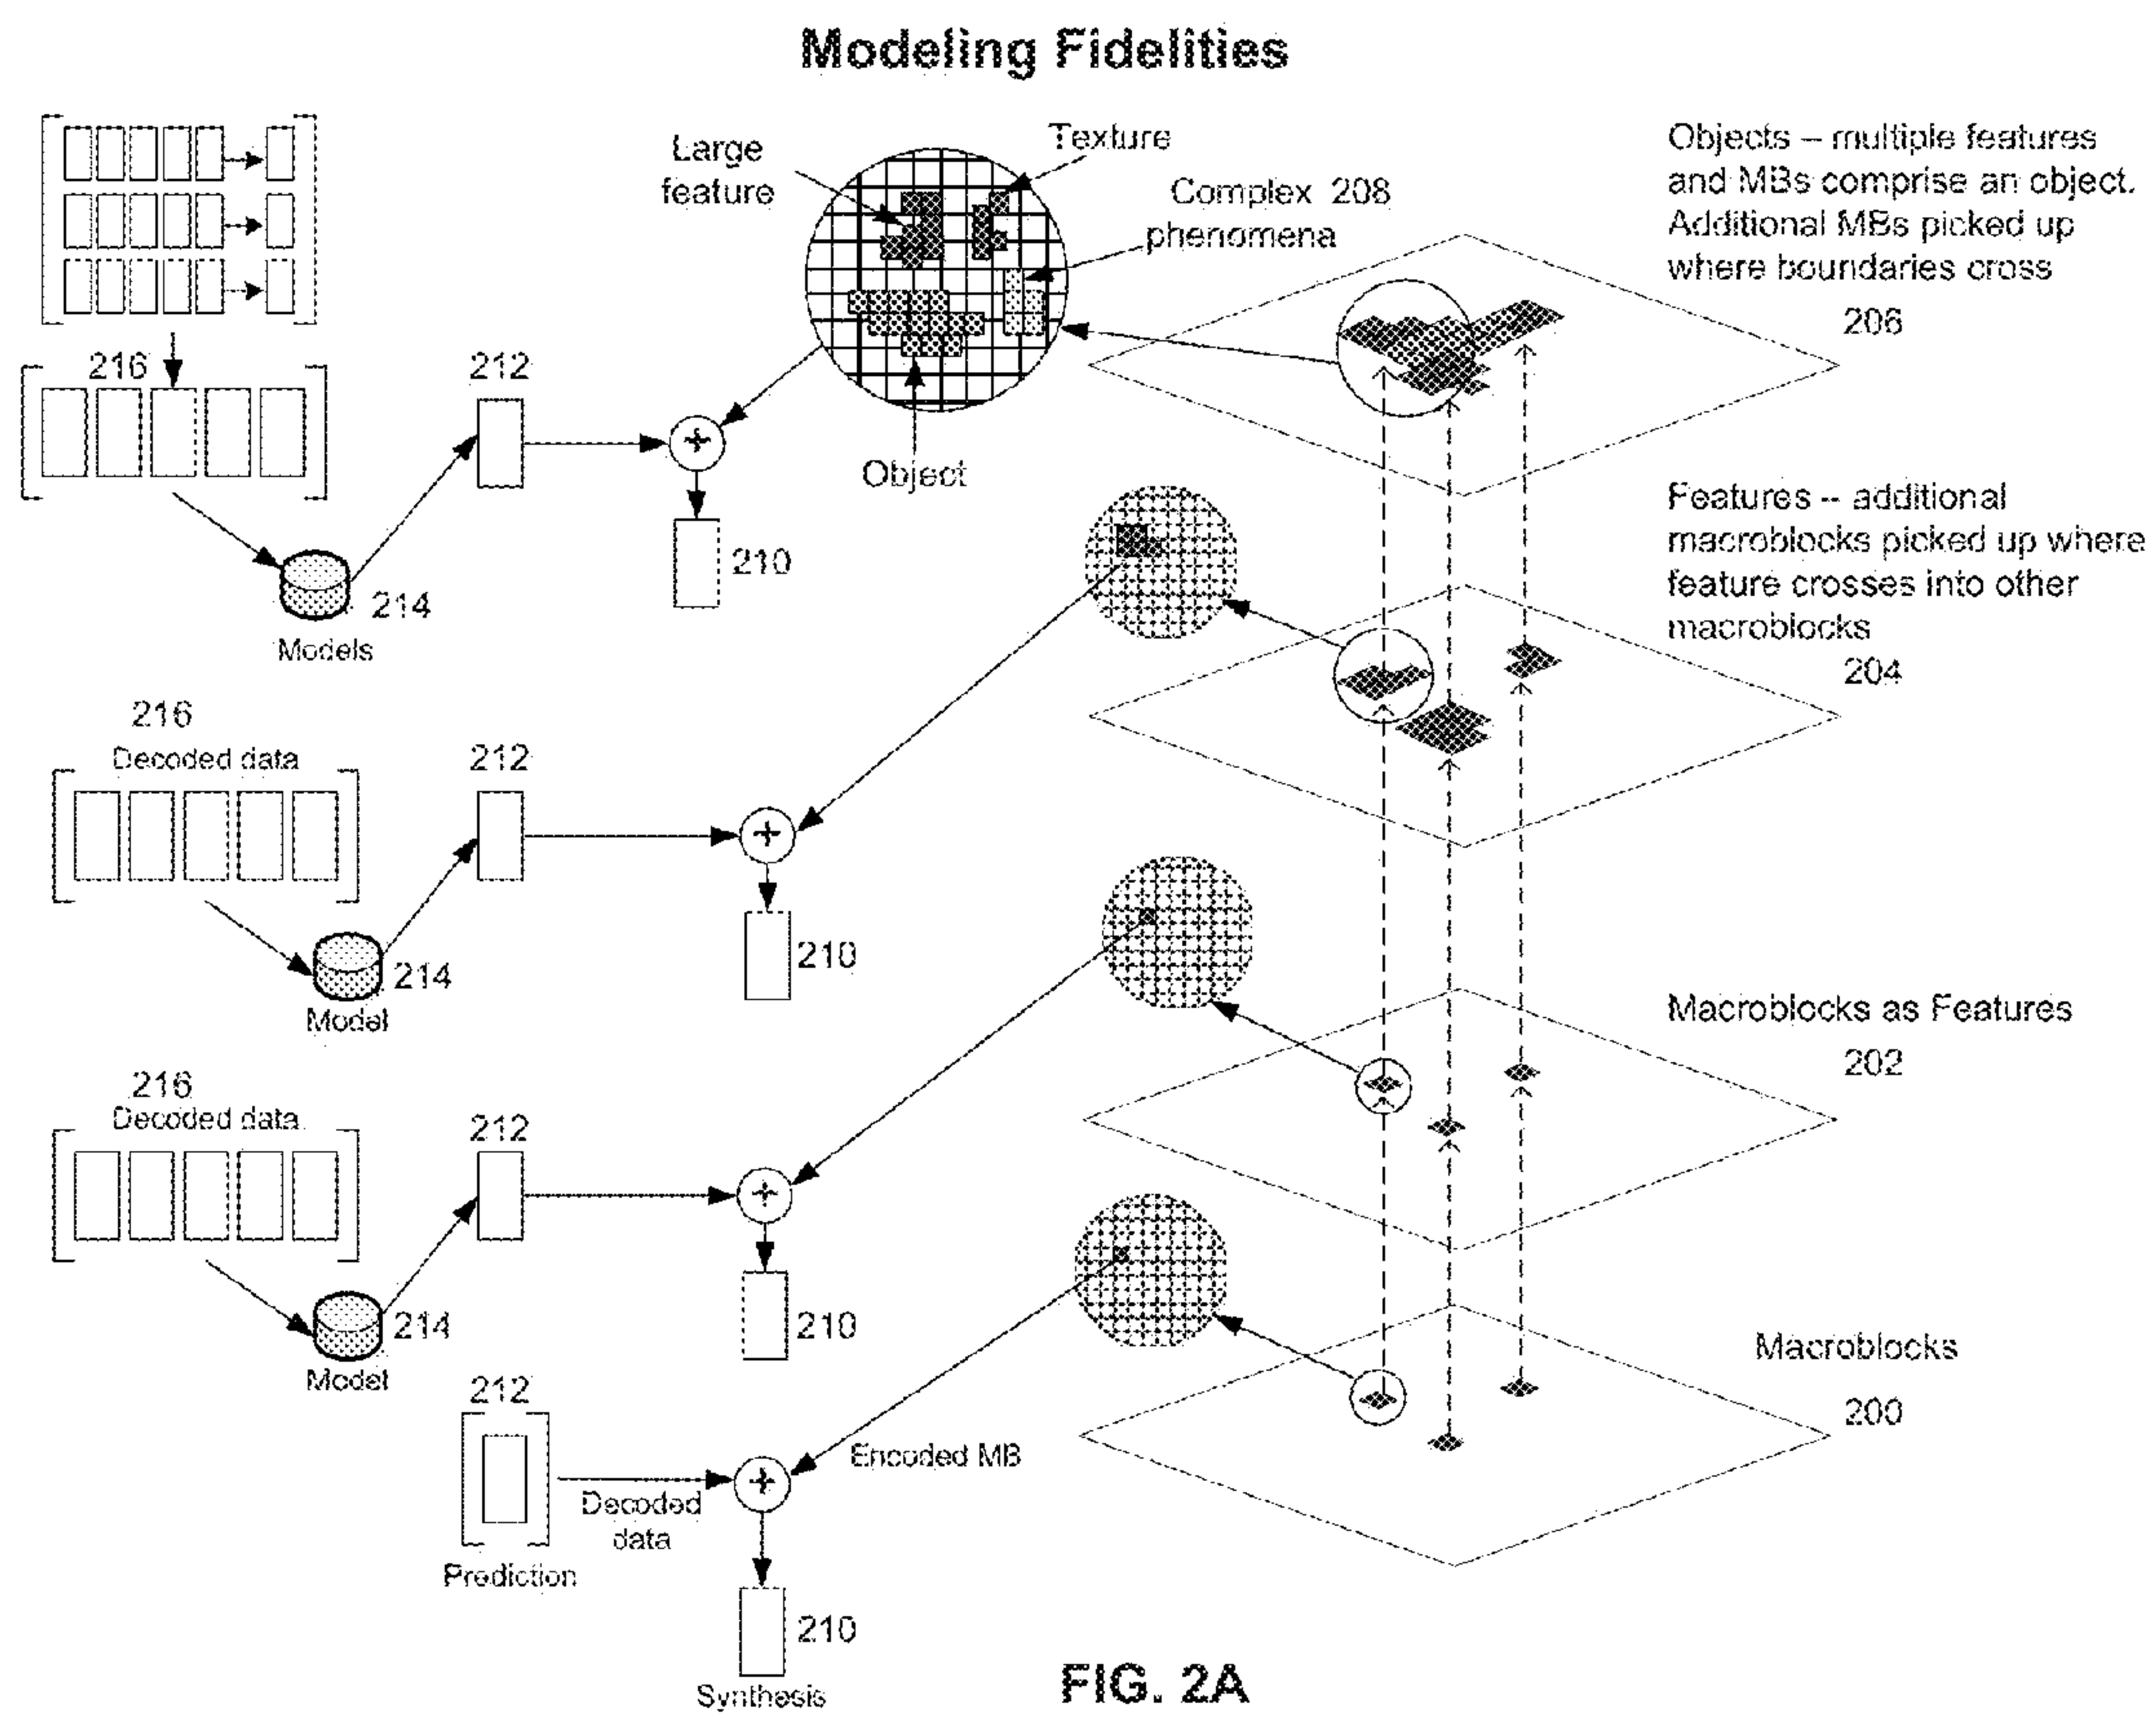 Modeling Fidelities
Large
feature
Texture
Complex 208
phenomena
Object
Objects – multiple features
and MBs comprise an object.
Additional MBs picked up
where boundaries cross
206
216
212
210
214
Models
Features -- additional
macroblocks picked up where
feature crosses into other
macroblocks
204
216
Decoded data
212
210
214
Model
Macroblocks as Features
202
216
Decoded data
212
210
214
Model
Macroblocks
200
212
Encoded MB
Decoded
data
Prediction
210
Synthesis
FIG. 2A